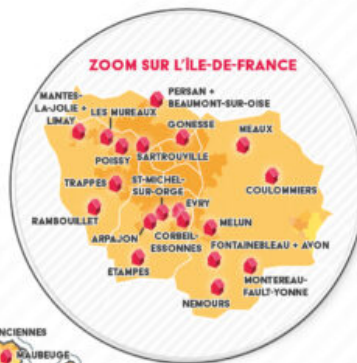 ZOOM SUR L'ÎLE-DE-FRANCE
PERSAN +
BEAUMONT-SUR-OISE
MANTES-
LA-JOLIE +
LIMAY
LES MUREAUX
GONESSE
MEAUX
POISSY
SARTROUVILLE
TRAPPES
ST-MICHEL-
SUR-ORGE
COULOMMIERS
EVRY
RAMBOUILLET
MELUN
ARPAJON
CORBEIL-
ESSONNES
FONTAINEBLEAU + AVON
ETAMPES
MONTEREAU-
FAULT-YONNE
NEMOURS
NCIENNES
MAUBEUGE